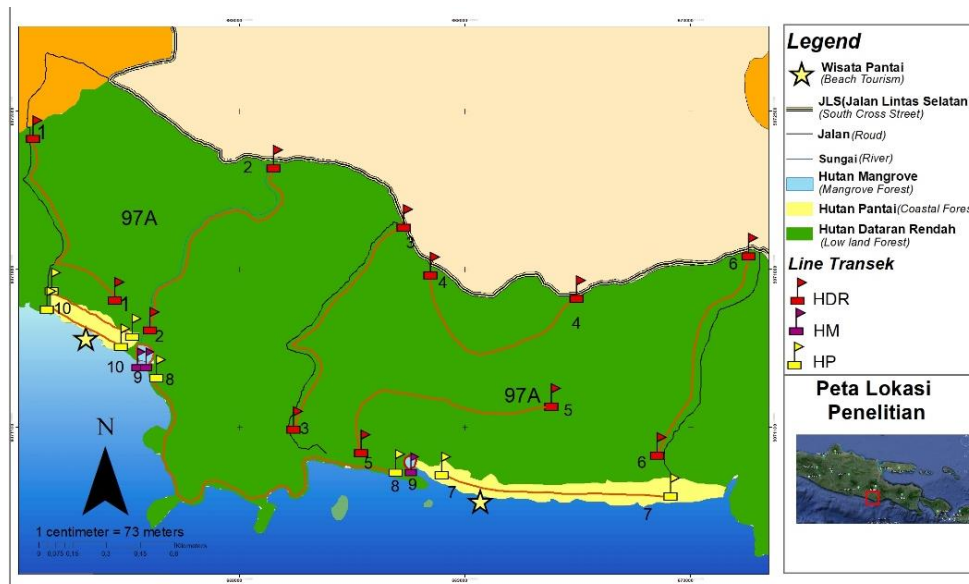 Legend
Wisata Pantai
(Beach Tourism)
JLS(Jalan Lintas Selatan
(South Cross Street)
Jalan (Roud)
Sungai (River)
Hutan Mangrove
(Mangrove Forest)
Hutan Pantai(Coastal Fores
Hutan Dataran Rendah
(Low land Forest)
Line Transek
HDR
HM
HP
Peta Lokasi
Penelitian
1
2
97A
3
4
6
4
1
10
2
10
9
8
97A
5
3
5
6
8
9
7
7
N
1 centimeter = 73 meters